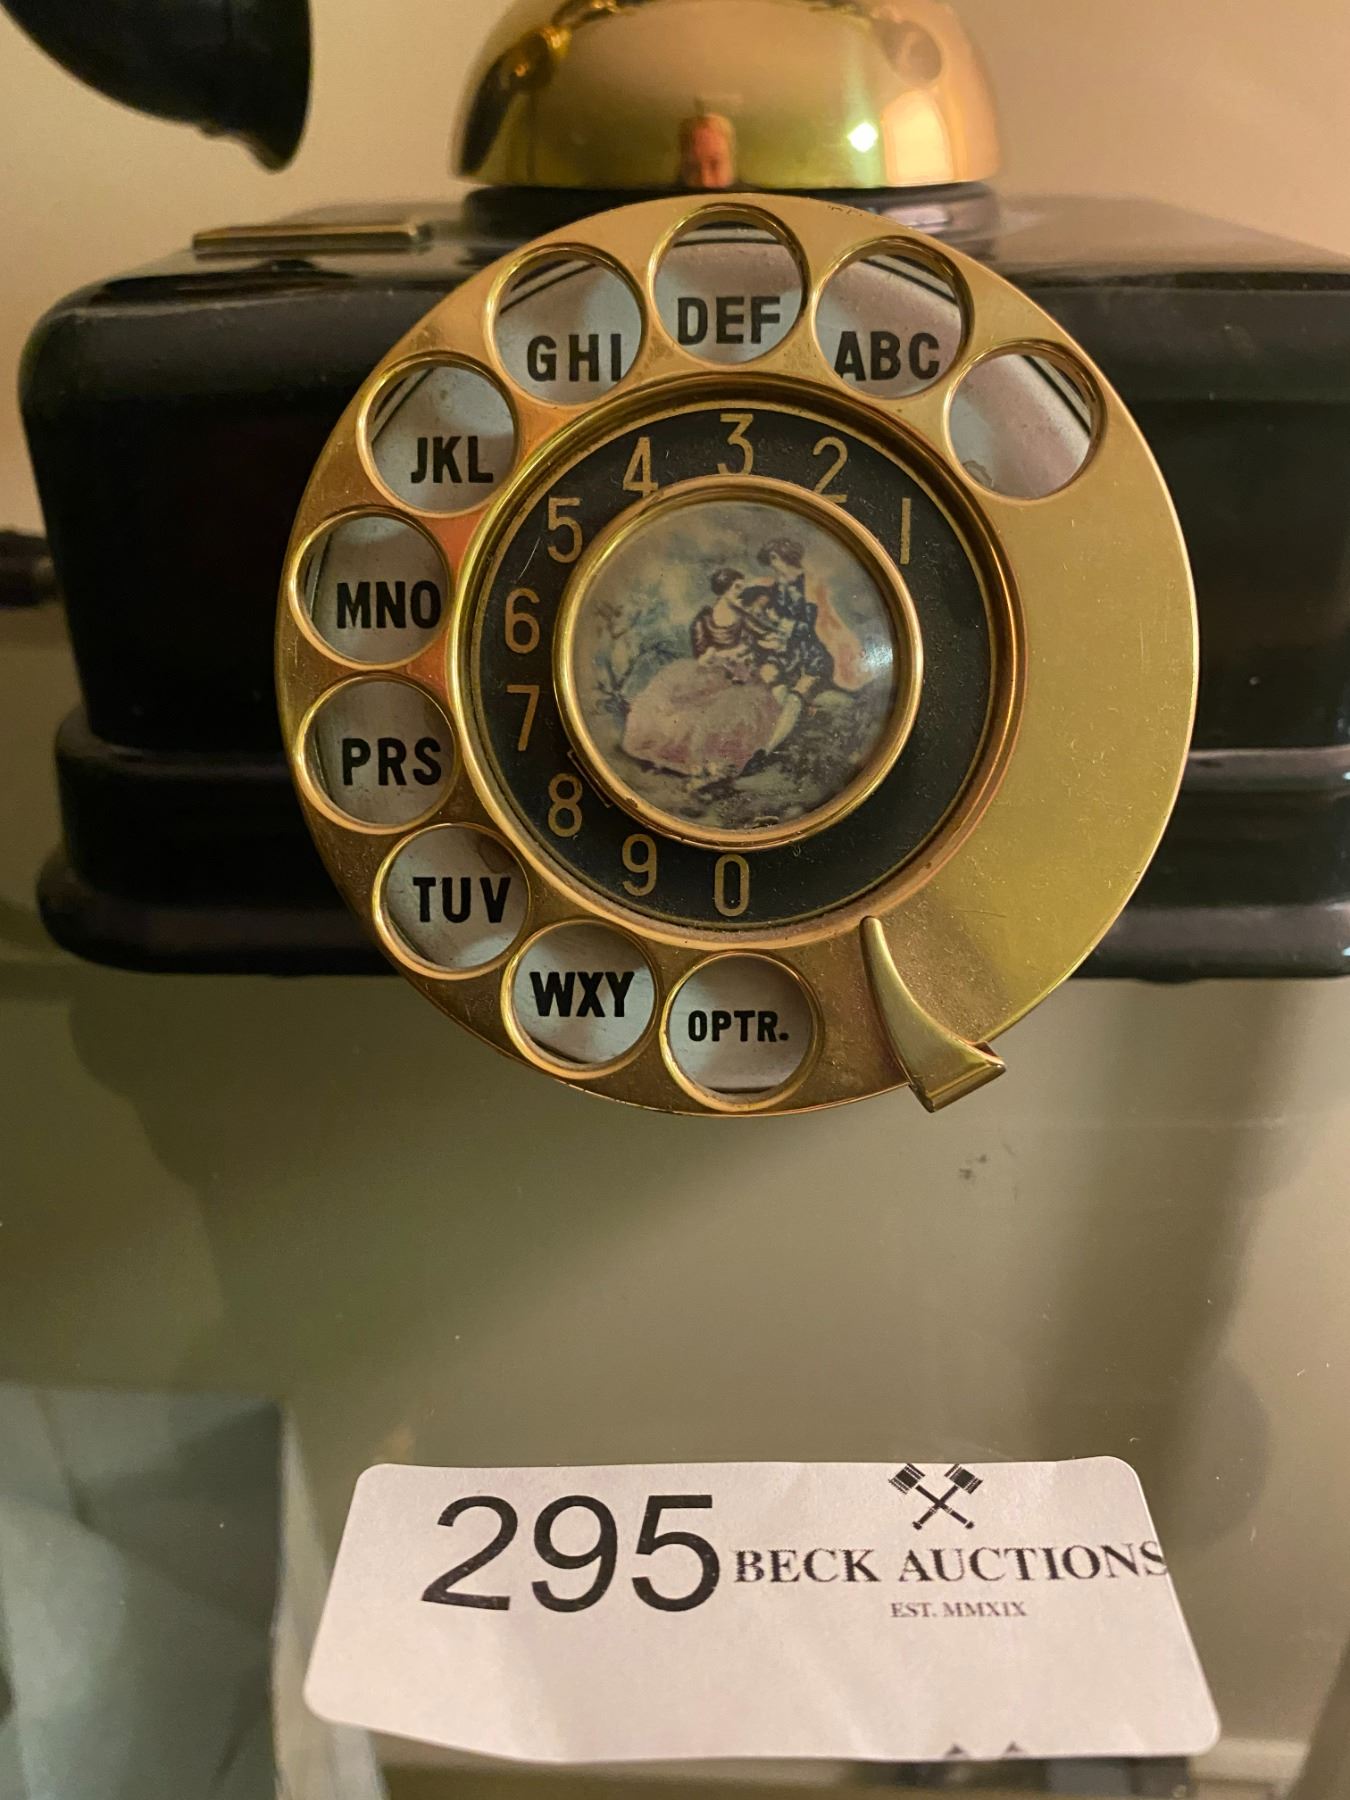 GHI
DEF
ABC
JKL
MNO
PRS
TUV
WXY
OPTR.
1
2
3
4
5
6
7
8
9
0
295
BECK AUCTIONS
EST. MMXIX